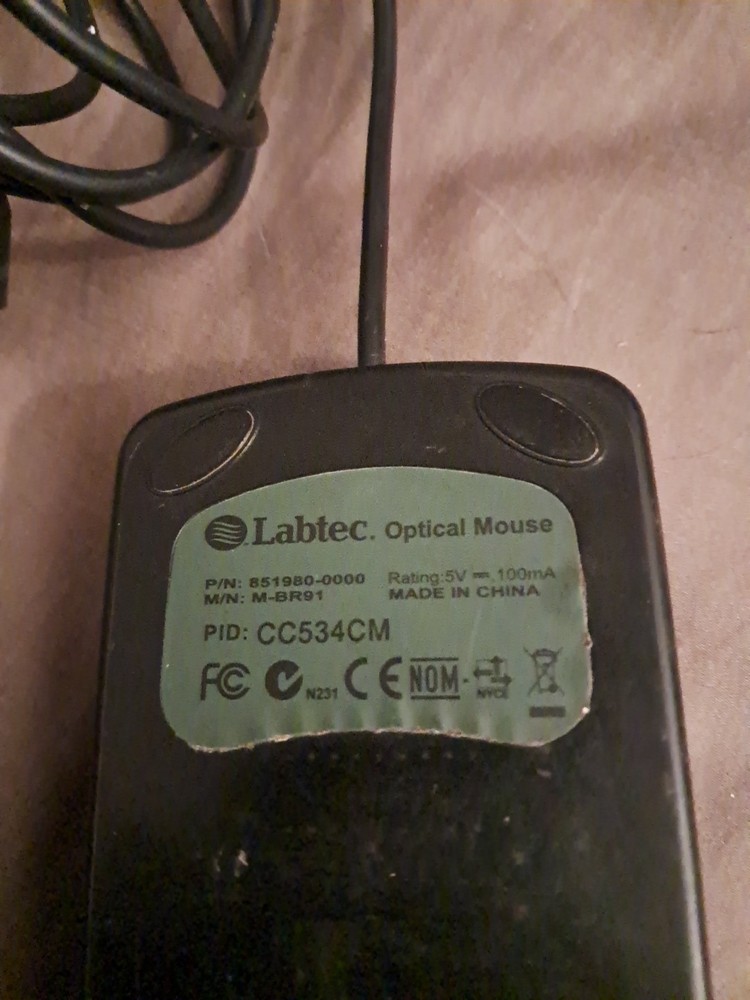 Labtec. Optical Mouse
P/N: 851980-0000 Rating:5V ⎓ 100mA
M/N: M-BR91 MADE IN CHINA
PID: CC534CM
FC N231 CE NOM- NYCE